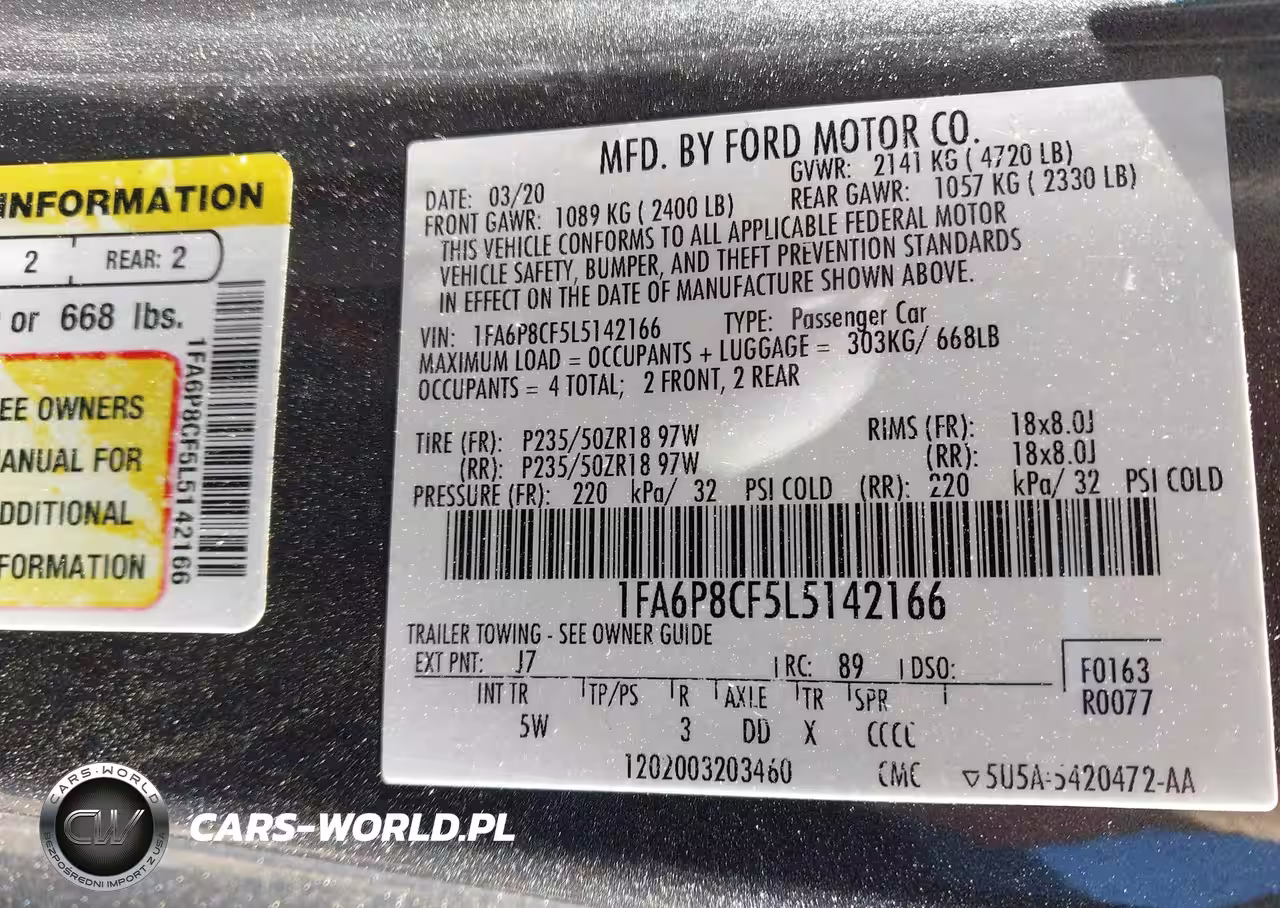 INFORMATION
2 REAR: 2
or 668 lbs.
EE OWNERS
ANUAL FOR
DDITIONAL
FORMATION
1FA6P8CF5L5142166
MFD. BY FORD MOTOR CO.
DATE: 03/20 GVWR: 2141 KG ( 4720 LB)
FRONT GAWR: 1089 KG ( 2400 LB) REAR GAWR: 1057 KG ( 2330 LB)
THIS VEHICLE CONFORMS TO ALL APPLICABLE FEDERAL MOTOR
VEHICLE SAFETY, BUMPER, AND THEFT PREVENTION STANDARDS
IN EFFECT ON THE DATE OF MANUFACTURE SHOWN ABOVE.
VIN: 1FA6P8CF5L5142166 TYPE: Passenger Car
MAXIMUM LOAD = OCCUPANTS + LUGGAGE = 303KG/ 668LB
OCCUPANTS = 4 TOTAL; 2 FRONT, 2 REAR
TIRE (FR): P235/50ZR18 97W RIMS (FR): 18x8.0J
(RR): P235/50ZR18 97W (RR): 18x8.0J
PRESSURE (FR): 220 kPa/ 32 PSI COLD (RR): 220 kPa/ 32 PSI COLD
1FA6P8CF5L5142166
TRAILER TOWING - SEE OWNER GUIDE
EXT PNT: J7 RC: 89 DSO: F0163
R0077
INT TR TP/PS R AXLE TR SPR
5W 3 DD X CCCC
1202003203460 CMC ▽5U5A-5420472-AA
CARS-WORLD
CW
BEZPOŚREDNI IMPORT Z USA
CARS-WORLD.PL